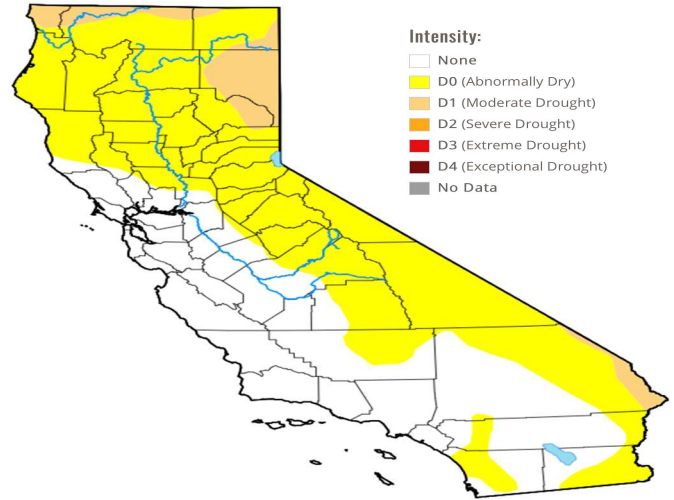 Intensity:
None
D0 (Abnormally Dry)
D1 (Moderate Drought)
D2 (Severe Drought)
D3 (Extreme Drought)
D4 (Exceptional Drought)
No Data